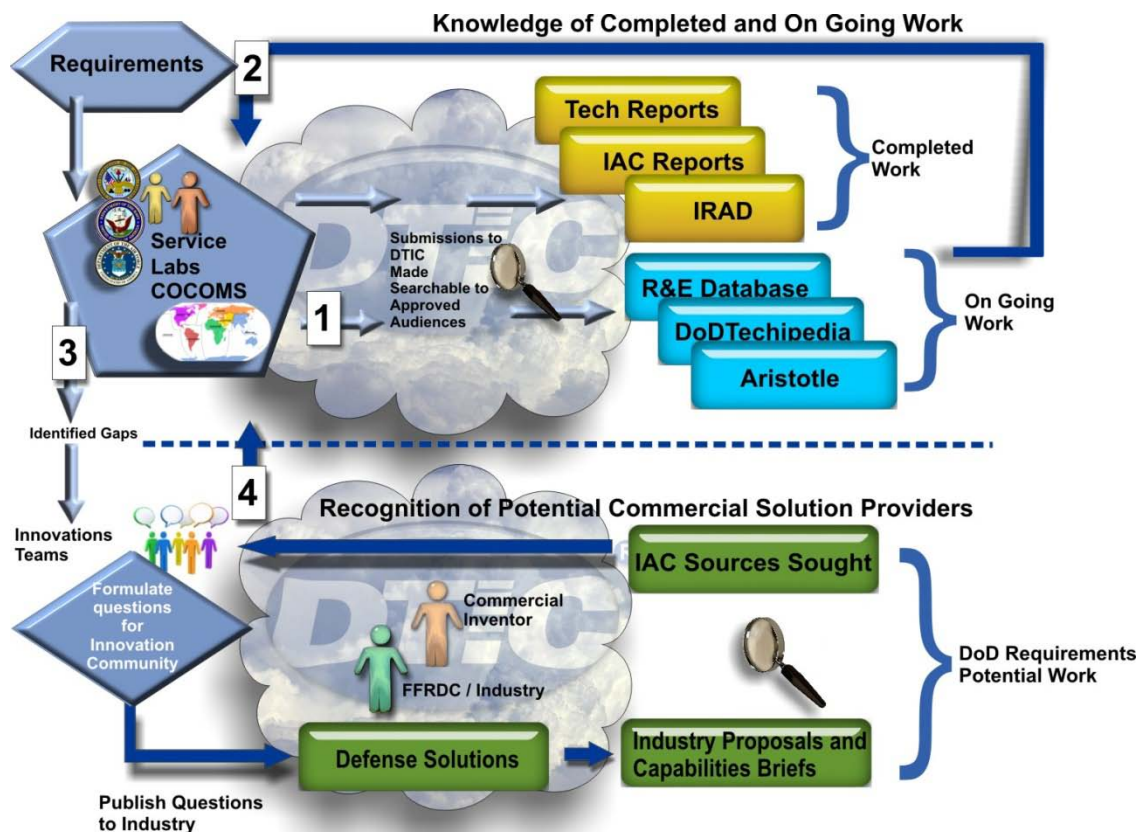 Knowledge of Completed and On Going Work
Requirements
2
Tech Reports
IAC Reports
IRAD
Completed
Work
Service
Labs
COCOMS
1
DTIC
Submissions to
DTIC
Made
Searchable to
Approved
Audiences
R&E Database
DoDTechipedia
Aristotle
On Going
Work
3
Identified Gaps
4
Recognition of Potential Commercial Solution Providers
Innovations
Teams
IAC Sources Sought
Formulate
questions
for
Innovation
Community
DTIC
Commercial
Inventor
FFRDC / Industry
DoD Requirements
Potential Work
Defense Solutions
Industry Proposals and
Capabilities Briefs
Publish Questions
to Industry